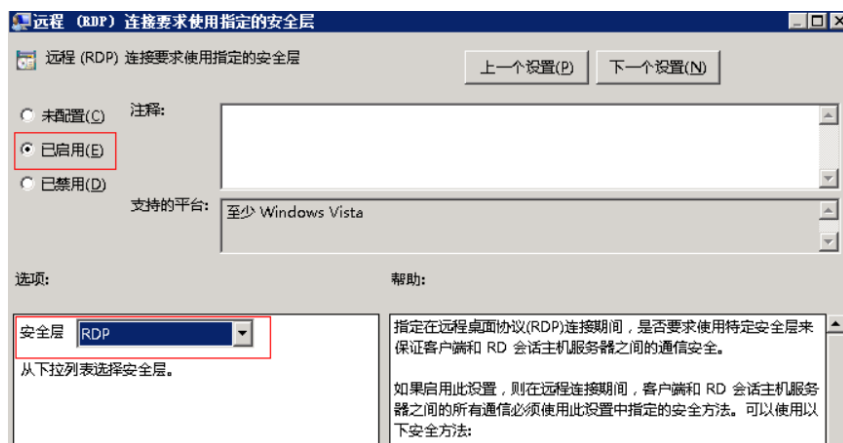 远程 (RDP) 连接要求使用指定的安全层
远程 (RDP) 连接要求使用指定的安全层
上一个设置(P)
下一个设置(N)
未配置(C)
注释:
已启用(E)
已禁用(D)
支持的平台:
至少 Windows Vista
选项:
帮助:
安全层
RDP
从下拉列表选择安全层。
指定在远程桌面协议(RDP)连接期间，是否要求使用特定安全层来
保证客户端和 RD 会话主机服务器之间的通信安全。
如果启用此设置，则在远程连接期间，客户端和 RD 会话主机服务
器之间的所有通信必须使用此设置中指定的安全方法。可以使用以
下安全方法: